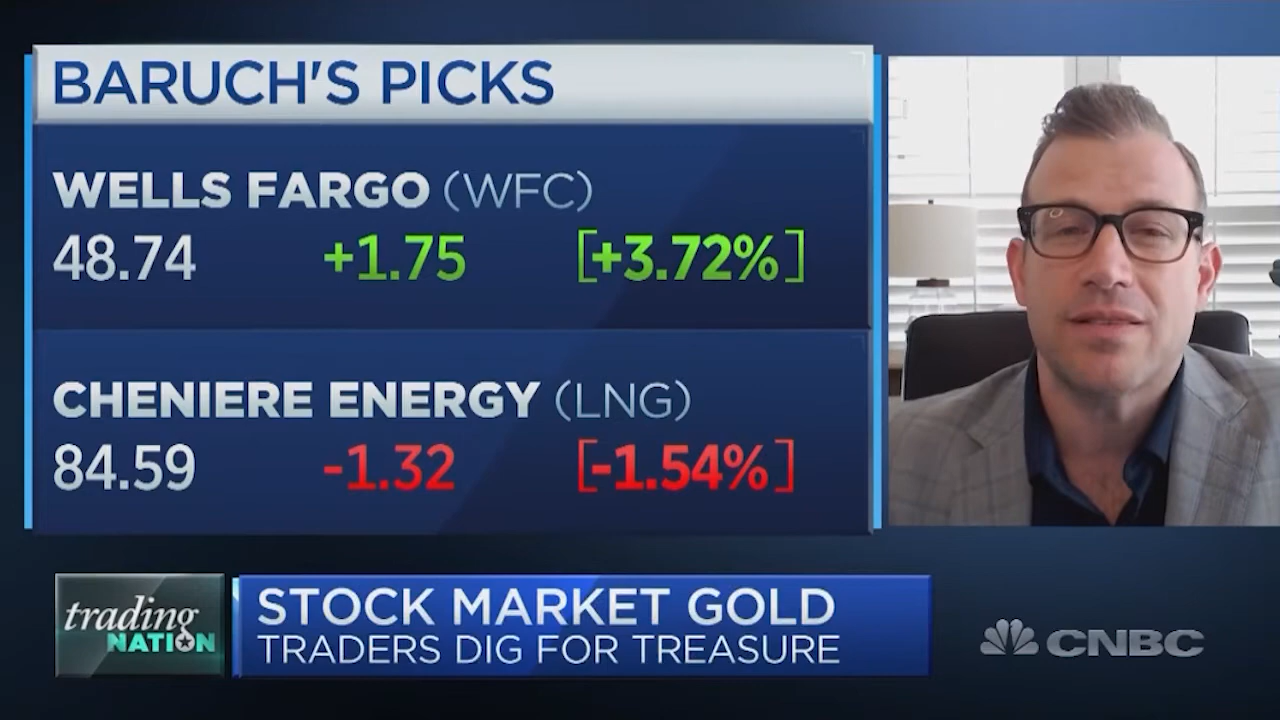 BARUCH'S PICKS
WELLS FARGO (WFC)
48.74 +1.75 [+3.72%]
CHENIERE ENERGY (LNG)
84.59 -1.32 [-1.54%]
trading
NATION
STOCK MARKET GOLD
TRADERS DIG FOR TREASURE
CNBC